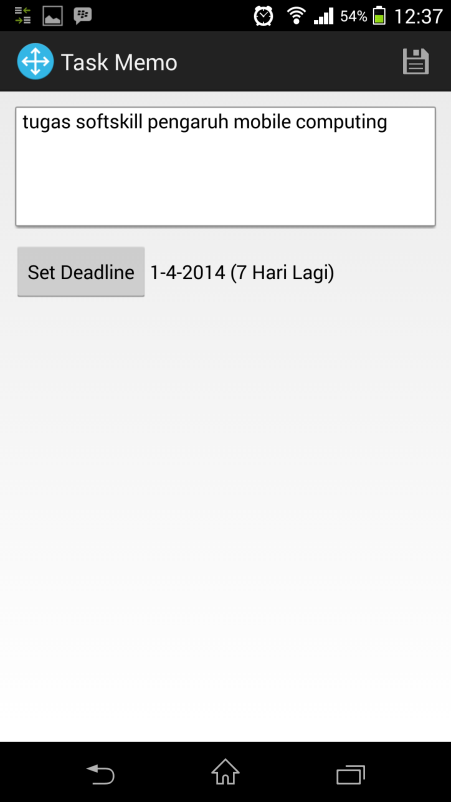 54% 12:37
Task Memo
tugas softskill pengaruh mobile computing
Set Deadline 1-4-2014 (7 Hari Lagi)